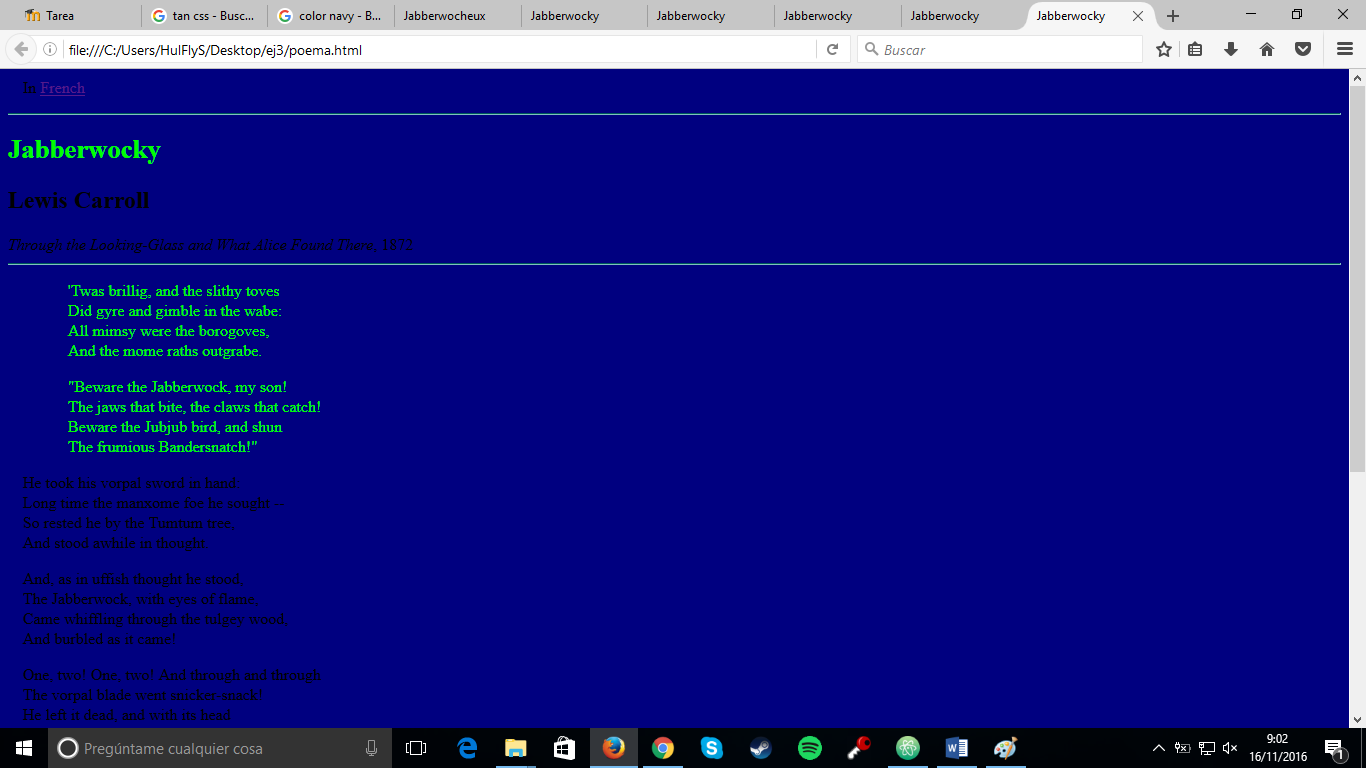 Tarea
tan css - Busc...
color navy - B...
Jabberwocheux
Jabberwocky
Jabberwocky
Jabberwocky
Jabberwocky
Jabberwocky
file:///C:/Users/HulFlyS/Desktop/ej3/poema.html
Buscar
In French
Jabberwocky
Lewis Carroll
Through the Looking-Glass and What Alice Found There, 1872
'Twas brillig, and the slithy toves
Did gyre and gimble in the wabe:
All mimsy were the borogoves,
And the mome raths outgrabe.
"Beware the Jabberwock, my son!
The jaws that bite, the claws that catch!
Beware the Jubjub bird, and shun
The frumious Bandersnatch!"
He took his vorpal sword in hand
Long time the manxome foe he sought --
So rested he by the Tumtum tree,
And stood awhile in thought.
And, as in uffish thought he stood,
The Jabberwock, with eyes of flame,
Came whiffling through the tulgey wood
And burbled as it came!
One, two! One, two! And through and through
The vorpal blade went snicker-snack!
He left it dead, and with its head
Pregúntame cualquier cosa
9:02
16/11/2016
1